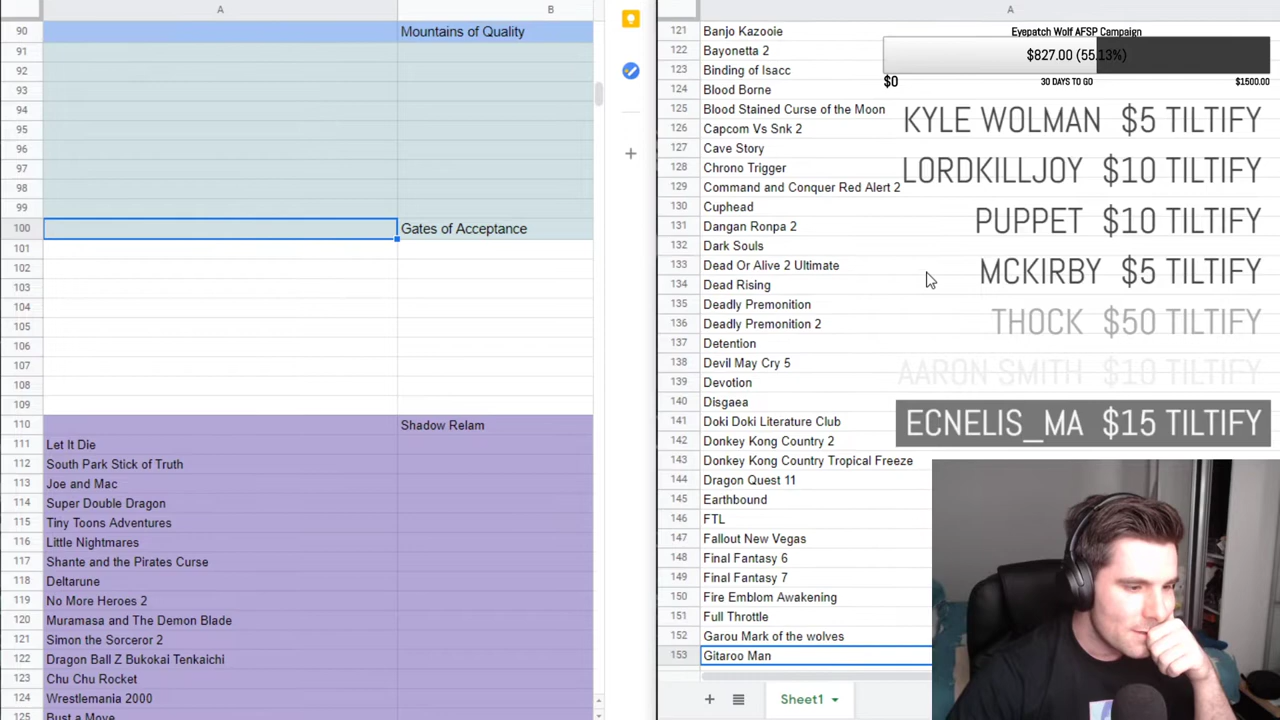 A
B
90 Mountains of Quality
91
92
93
94
95
96
97
98
99
100 Gates of Acceptance
101
102
103
104
105
106
107
108
109
110 Shadow Relam
111 Let It Die
112 South Park Stick of Truth
113 Joe and Mac
114 Super Double Dragon
115 Tiny Toons Adventures
116 Little Nightmares
117 Shante and the Pirates Curse
118 Deltarune
119 No More Heroes 2
120 Muramasa and The Demon Blade
121 Simon the Sorcerer 2
122 Dragon Ball Z Bukokai Tenkaichi
123 Chu Chu Rocket
124 Wrestlemania 2000
125 Bust a Move
A
121 Banjo Kazooie
122 Bayonetta 2
123 Binding of Isacc
124 Blood Borne
125 Blood Stained Curse of the Moon
126 Capcom Vs Snk 2
127 Cave Story
128 Chrono Trigger
129 Command and Conquer Red Alert 2
130 Cuphead
131 Dangan Ronpa 2
132 Dark Souls
133 Dead Or Alive 2 Ultimate
134 Dead Rising
135 Deadly Premonition
136 Deadly Premonition 2
137 Detention
138 Devil May Cry 5
139 Devotion
140 Disgaea
141 Doki Doki Literature Club
142 Donkey Kong Country 2
143 Donkey Kong Country Tropical Freeze
144 Dragon Quest 11
145 Earthbound
146 FTL
147 Fallout New Vegas
148 Final Fantasy 6
149 Final Fantasy 7
150 Fire Emblom Awakening
151 Full Throttle
152 Garou Mark of the wolves
153 Gitaroo Man
Sheet1
Eyepatch Wolf AFSP Campaign
$827.00 (55.13%)
$0 30 DAYS TO GO $1500.00
KYLE WOLMAN $5 TILTIFY
LORDKILLJOY $10 TILTIFY
PUPPET $10 TILTIFY
MCKIRBY $5 TILTIFY
THOCK $50 TILTIFY
AARON SMITH $10 TILTIFY
ECNELIS_MA $15 TILTIFY